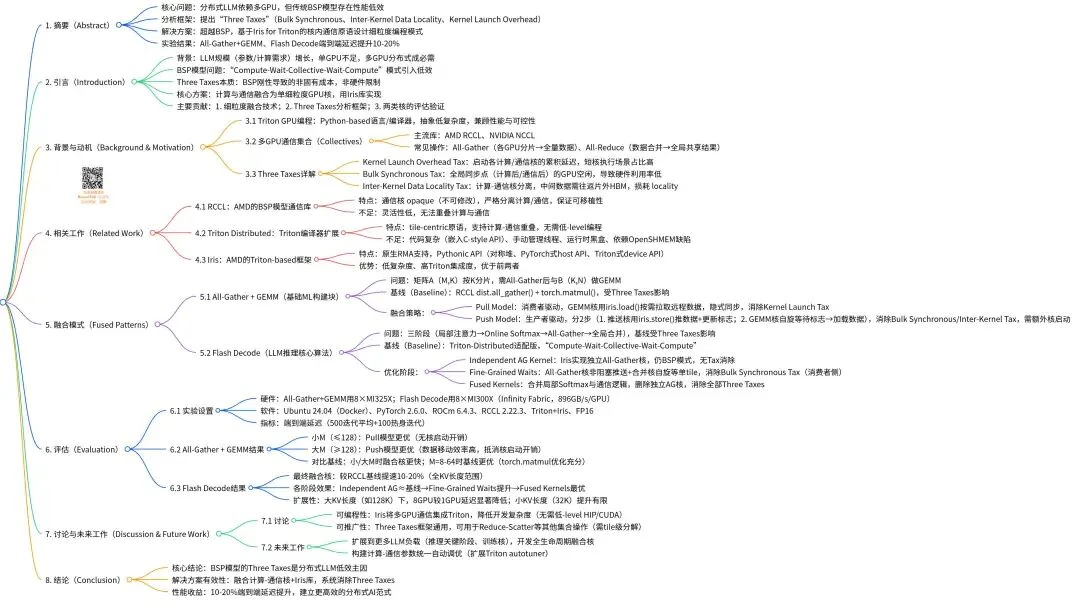 1. 摘要（Abstract）
核心问题：分布式LLM依赖多GPU，但传统BSP模型存在性能低效
分析框架：提出“Three Taxes”（Bulk Synchronous、Inter-Kernel Data Locality、Kernel Launch Overhead）
解决方案：超越BSP，基于Iris for Triton的核内通信原语设计细粒度编程模式
实验结果：All-Gather+GEMM、Flash Decode端到端延迟提升10-20%
2. 引言（Introduction）
背景：LLM规模（参数/计算需求）增长，单GPU不足，多GPU分布式成必需
BSP模型问题：“Compute-Wait-Collective-Wait-Compute”模式引入低效
Three Taxes本质：BSP刚性导致的非固有成本，非硬件限制
核心方案：计算与通信融合为单细粒度GPU核，用Iris库实现
主要贡献：1. 细粒度融合技术；2. Three Taxes分析框架；3. 两类核的评估验证
3. 背景与动机（Background & Motivation）
3.1 Triton GPU编程：Python-based语言/编译器，抽象低复杂度，兼顾性能与可控性
3.2 多GPU通信集合（Collectives）
主流库：AMD RCCL、NVIDIA NCCL
常见操作：All-Gather（各GPU分片→全量数据）、All-Reduce（数据合并→全局共享结果）
3.3 Three Taxes详解
Kernel Launch Overhead Tax：启动各计算/通信核的累积延迟，短核执行场景占比高
Bulk Synchronous Tax：全局同步点（计算后/通信后）的GPU空闲，导致硬件利用率低
Inter-Kernel Data Locality Tax：计算-通信核分离，中间数据需往返片外HBM，损耗 locality
4. 相关工作（Related Work）
4.1 RCCL：AMD的BSP模型通信库
特点：通信核 opaque（不可修改），严格分离计算/通信，保证可移植性
不足：灵活性低，无法重叠计算与通信
4.2 Triton Distributed：Triton编译器扩展
特点：tile-centric原语，支持计算-通信重叠，无需低-level编程
不足：代码复杂（嵌入C-style API）、手动管理线程、运行时黑盒、依赖OpenSHMEM缺陷
4.3 Iris：AMD的Triton-based框架
特点：原生RMA支持，Pythonic API（对称堆、PyTorch式host API、Triton式device API）
优势：低复杂度、高Triton集成度，优于前两者
5. 融合模式（Fused Patterns）
5.1 All-Gather + GEMM（基础ML构建块）
问题：矩阵A（M,K）按K分片，需All-Gather后与B（K,N）做GEMM
基线（Baseline）：RCCL dist.all_gather() + torch.matmul()，受Three Taxes影响
融合策略：
Pull Model：消费者驱动，GEMM核用iris.load()按需拉取远程数据，隐式同步，消除Kernel Launch Tax
Push Model：生产者驱动，分2步（1. 推送核用iris.store()推数据+更新标志；2. GEMM核自旋等待标志→加载数据），消除Bulk Synchronous/Inter-Kernel Tax，需额外核启动
5.2 Flash Decode（LLM推理核心算法）
问题：三阶段（局部注意力→Online Softmax→All-Gather→全局合并），基线受Three Taxes影响
基线（Baseline）：Triton-Distributed适配版、“Compute-Wait-Collective-Wait-Compute”
优化阶段：
Independent AG Kernel：Iris实现独立All-Gather核，仍BSP模式，无Tax消除
Fine-Grained Waits：All-Gather核非阻塞推送+合并核自旋等单tile，消除Bulk Synchronous Tax（消费者侧）
Fused Kernels：合并局部Softmax与通信逻辑，删除独立AG核，消除全部Three Taxes
6. 评估（Evaluation）
6.1 实验设置
硬件：All-Gather+GEMM用8×MI325X；Flash Decode用8×MI300X（Infinity Fabric，896GB/s/GPU）
软件：Ubuntu 24.04（Docker）、PyTorch 2.6.0、ROCm 6.4.3、RCCL 2.22.3、Triton+Iris、FP16
指标：端到端延迟（500迭代平均+100热身迭代）
6.2 All-Gather + GEMM结果
小M（≤128）：Pull模型更优（无核启动开销）
大M（≥128）：Push模型更优（数据移动效率高，抵消核启动开销）
对比基线：小/大M时融合核更快；M=8-64时基线更优（torch.matmul优化充分）
6.3 Flash Decode结果
最终融合核：较RCCL基线提速10-20%（全KV长度范围）
各阶段效果：Independent AG≈基线→Fine-Grained Waits提升→Fused Kernels最优
扩展性：大KV长度（如128K）下，8GPU较1GPU延迟显著降低；小KV长度（32K）提升有限
7. 讨论与未来工作（Discussion & Future Work）
7.1 讨论
可编程性：Iris将多GPU通信集成Triton，降低开发复杂度（无需低-level HIP/CUDA）
可推广性：Three Taxes框架通用，可用于Reduce-Scatter等其他集合操作（需tile级分解）
7.2 未来工作
扩展到更多LLM负载（推理关键阶段、训练核），开发全生命周期融合核
构建计算-通信参数统一自动调优（扩展Triton autotuner）
8. 结论（Conclusion）
核心结论：BSP模型的Three Taxes是分布式LLM低效主因
解决方案有效性：融合计算-通信核+Iris库，系统消除Three Taxes
性能收益：10-20%端到端延迟提升，建立更高效的分布式AI范式